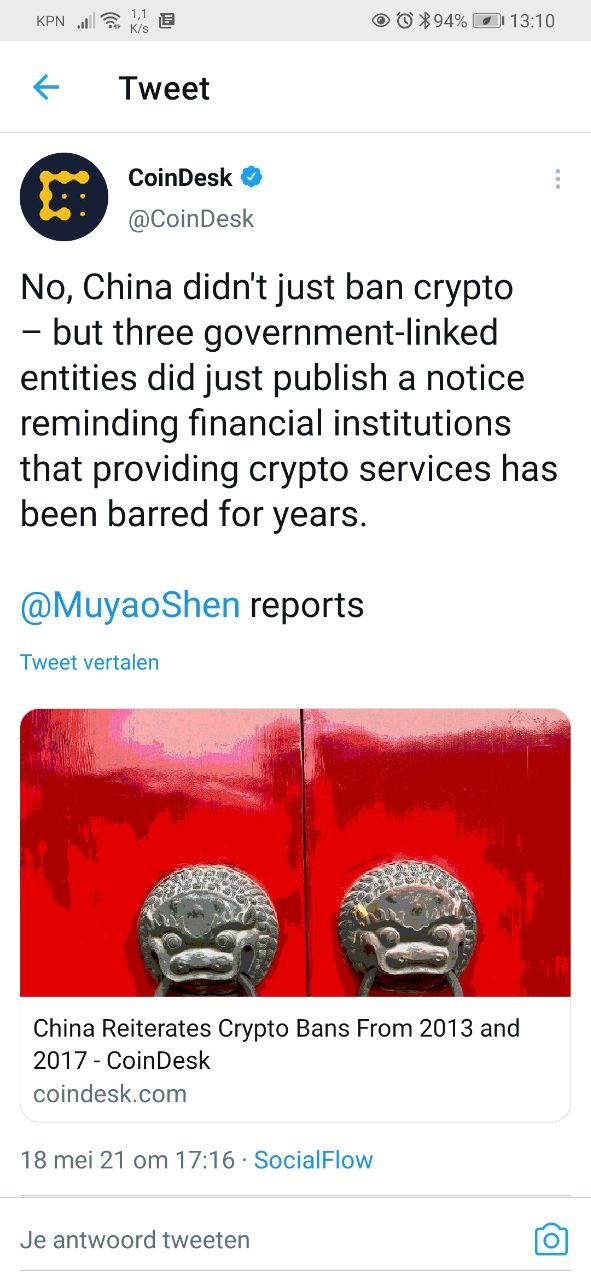 KPN 1,1 K/s 94% 13:10
Tweet
CoinDesk
@CoinDesk
No, China didn't just ban crypto
– but three government-linked
entities did just publish a notice
reminding financial institutions
that providing crypto services has
been barred for years.
@MuyaoShen reports
Tweet vertalen
China Reiterates Crypto Bans From 2013 and
2017 - CoinDesk
coindesk.com
18 mei 21 om 17:16 · SocialFlow
Je antwoord tweeten